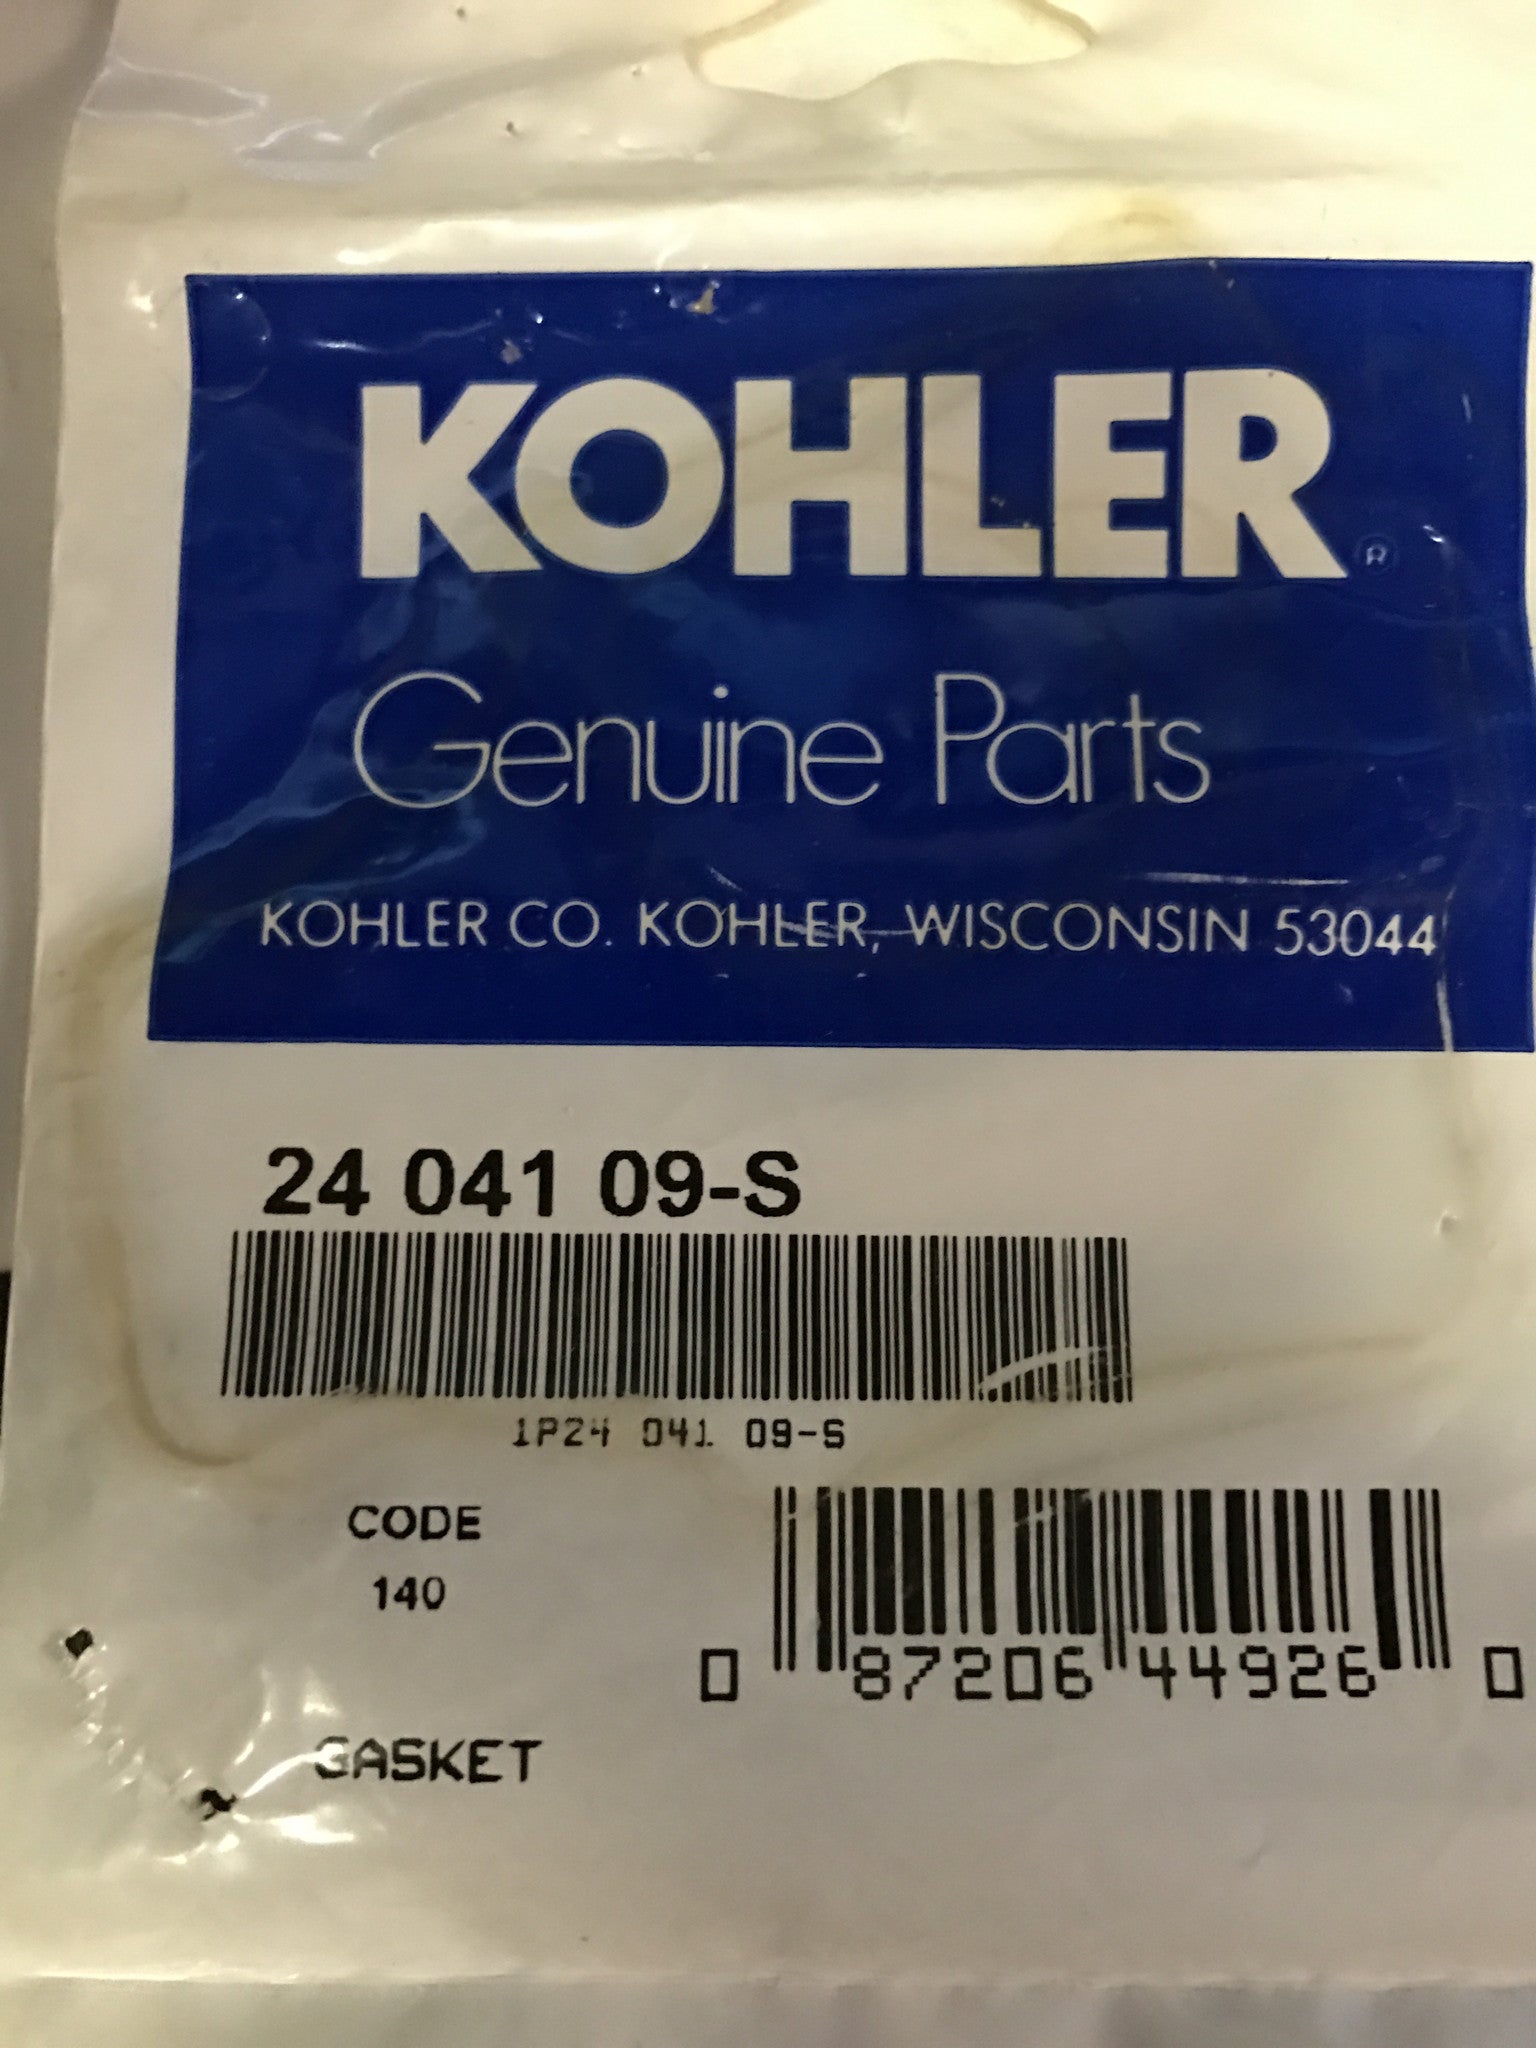 KOHLER®
Genuine Parts
KOHLER CO. KOHLER, WISCONSIN 53044
24 041 09-S
1P24 041 09-S
CODE
140
0 87206 44926 0
GASKET